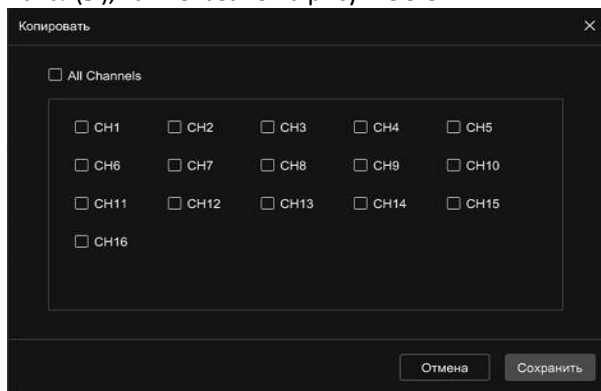 Копировать
All Channels
CH1 CH2 CH3 CH4 CH5
CH6 CH7 CH8 CH9 CH10
CH11 CH12 CH13 CH14 CH15
CH16
Отмена Сохранить